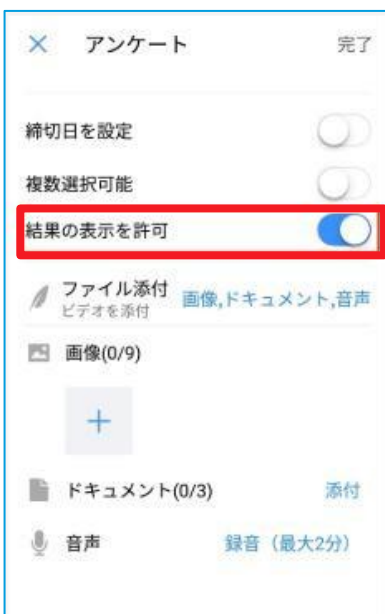 × アンケート 完了
締切日を設定
複数選択可能
結果の表示を許可
ファイル添付 画像,ドキュメント,音声
ビデオを添付
画像(0/9)
+
ドキュメント(0/3) 添付
音声 録音（最大2分）